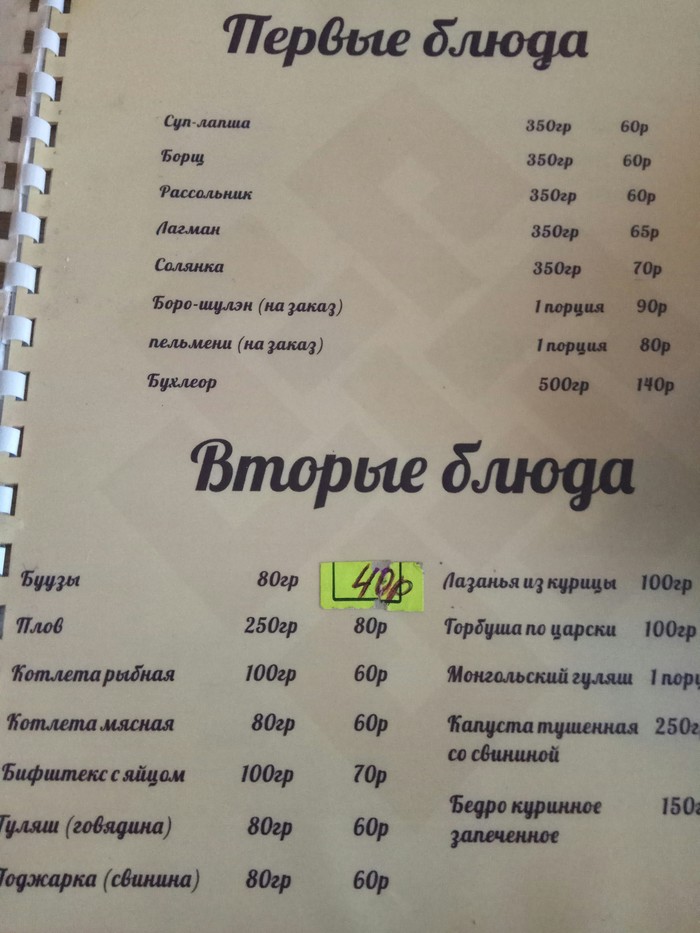 Первые блюда
Суп-лапша 350гр 60р
Борщ 350гр 60р
Рассольник 350гр 60р
Лагман 350гр 65р
Солянка 350гр 70р
Боро-шулэн (на заказ) 1 порция 90р
пельмени (на заказ) 1 порция 80р
Бухлеор 500гр 140р
Вторые блюда
Буузы 80гр 40р
Плов 250гр 80р
Котлета рыбная 100гр 60р
Котлета мясная 80гр 60р
Бифштекс с яйцом 100гр 70р
Гуляш (говядина) 80гр 60р
Поджарка (свинина) 80гр 60р
Лазанья из курицы 100гр
Горбуша по царски 100гр
Монгольский гуляш 1 порц
Капуста тушенная 250г
со свининой
Бедро куринное 150г
запеченное